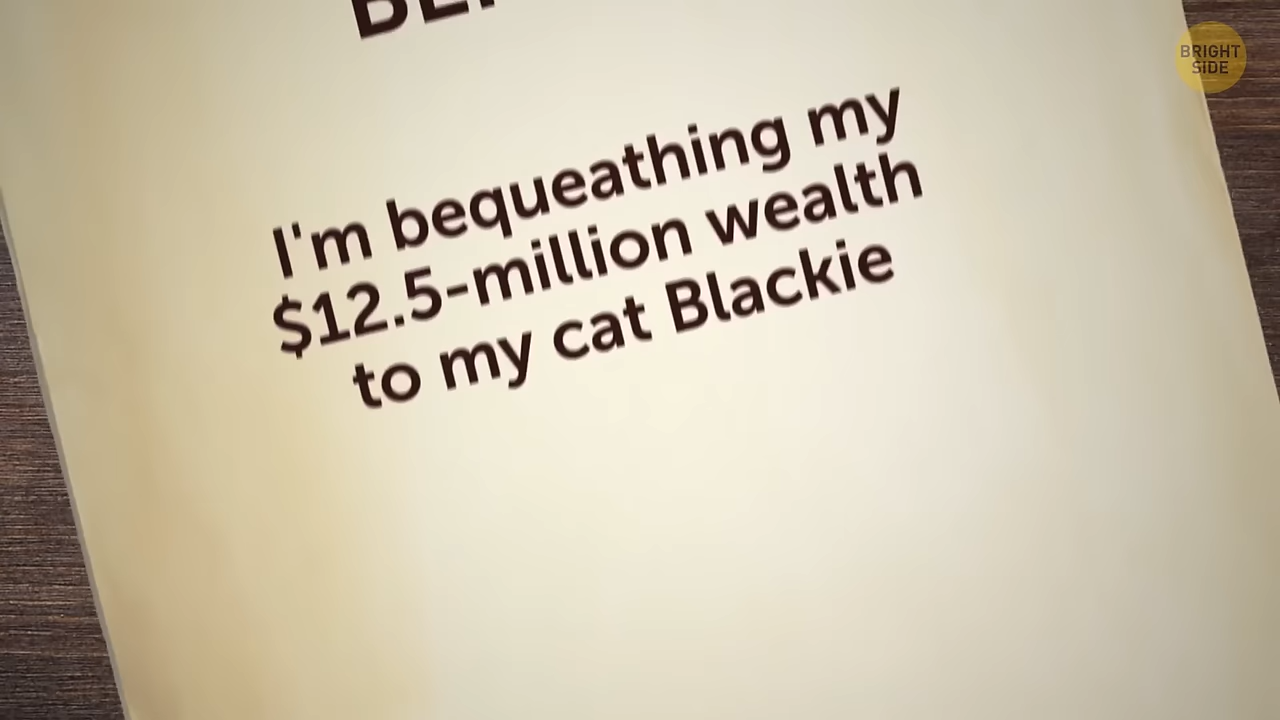 I'm bequeathing my
$12.5-million wealth
to my cat Blackie
BRIGHT
SIDE